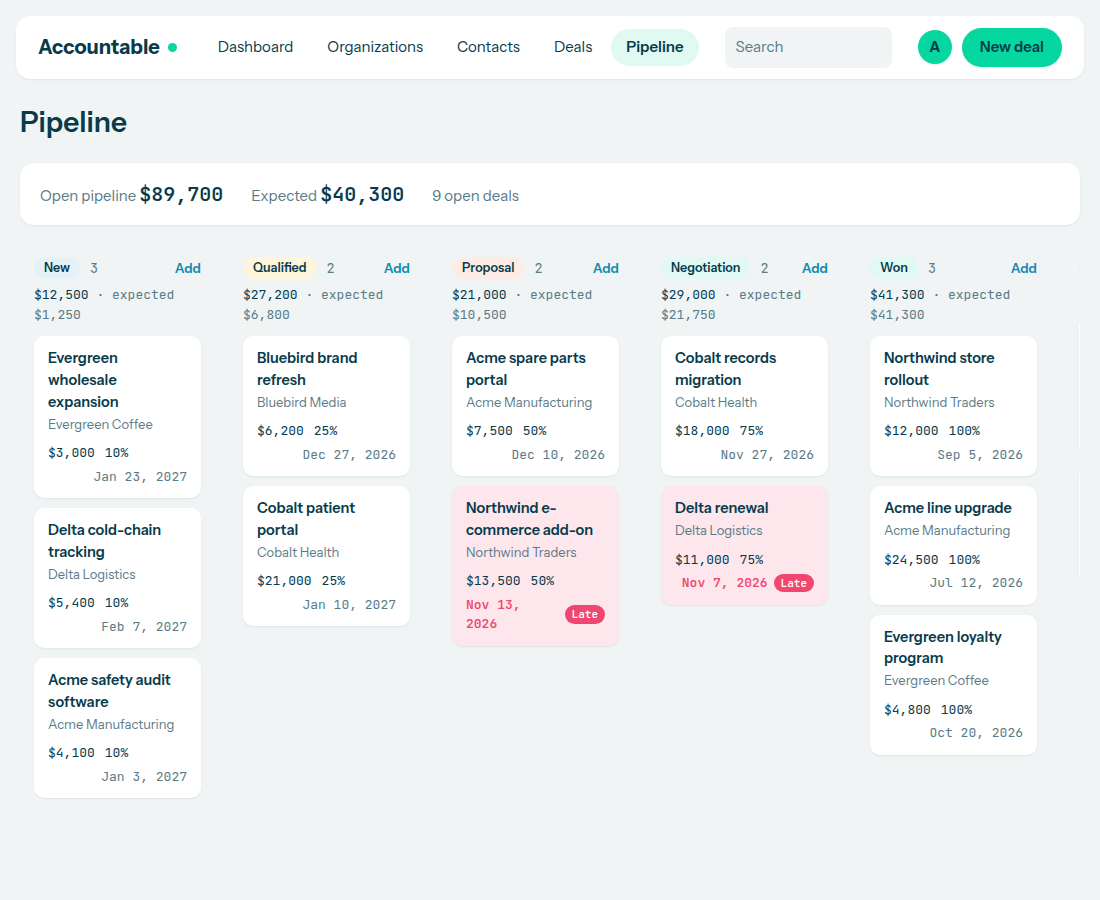 Accountable
Dashboard
Organizations
Contacts
Deals
Pipeline
Search
A
New deal
Pipeline
Open pipeline $89,700
Expected $40,300
9 open deals
New 3 Add
$12,500 · expected
$1,250
Evergreen
wholesale
expansion
Evergreen Coffee
$3,000 10%
Jan 23, 2027
Delta cold-chain
tracking
Delta Logistics
$5,400 10%
Feb 7, 2027
Acme safety audit
software
Acme Manufacturing
$4,100 10%
Jan 3, 2027
Qualified 2 Add
$27,200 · expected
$6,800
Bluebird brand
refresh
Bluebird Media
$6,200 25%
Dec 27, 2026
Cobalt patient
portal
Cobalt Health
$21,000 25%
Jan 10, 2027
Proposal 2 Add
$21,000 · expected
$10,500
Acme spare parts
portal
Acme Manufacturing
$7,500 50%
Dec 10, 2026
Northwind e-
commerce add-on
Northwind Traders
$13,500 50%
Nov 13,
2026
Late
Negotiation 2 Add
$29,000 · expected
$21,750
Cobalt records
migration
Cobalt Health
$18,000 75%
Nov 27, 2026
Delta renewal
Delta Logistics
$11,000 75%
Nov 7, 2026 Late
Won 3 Add
$41,300 · expected
$41,300
Northwind store
rollout
Northwind Traders
$12,000 100%
Sep 5, 2026
Acme line upgrade
Acme Manufacturing
$24,500 100%
Jul 12, 2026
Evergreen loyalty
program
Evergreen Coffee
$4,800 100%
Oct 20, 2026